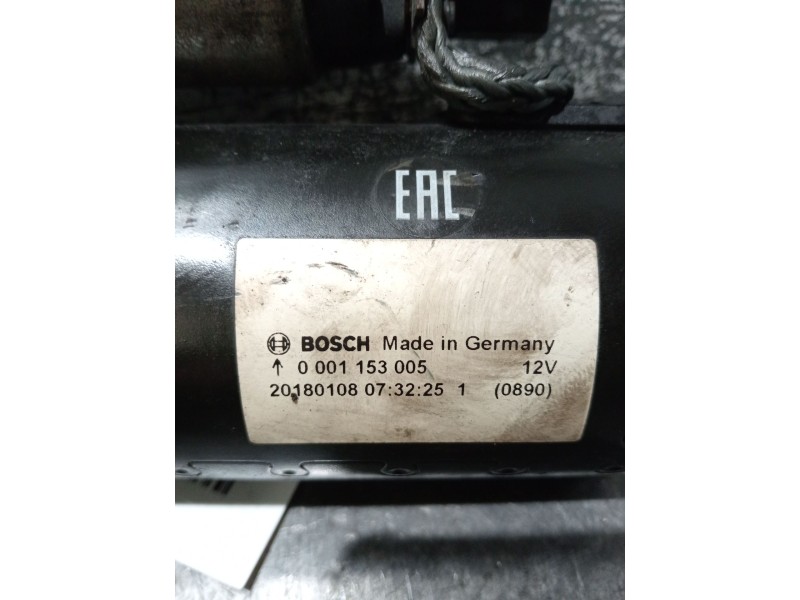 EAC
BOSCH Made in Germany
↑ 0 001 153 005 12V
20180108 07:32:25 1 (0890)